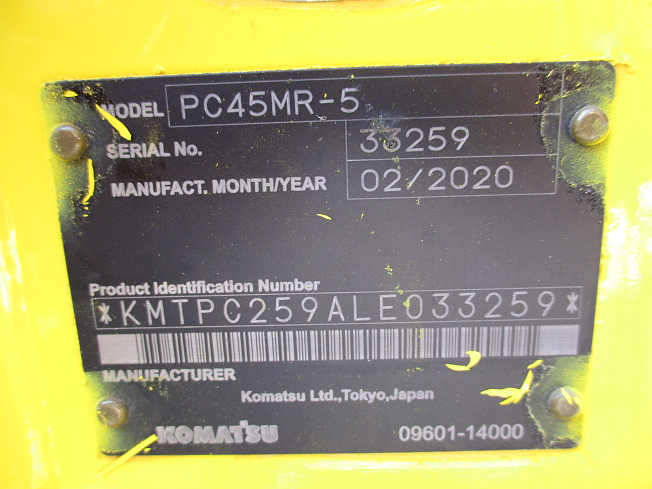 MODEL PC45MR-5
SERIAL No. 33259
MANUFACT. MONTH/YEAR 02/2020
Product Identification Number
*KMTPC259ALE033259*
MANUFACTURER
Komatsu Ltd.,Tokyo,Japan
KOMATSU 09601-14000